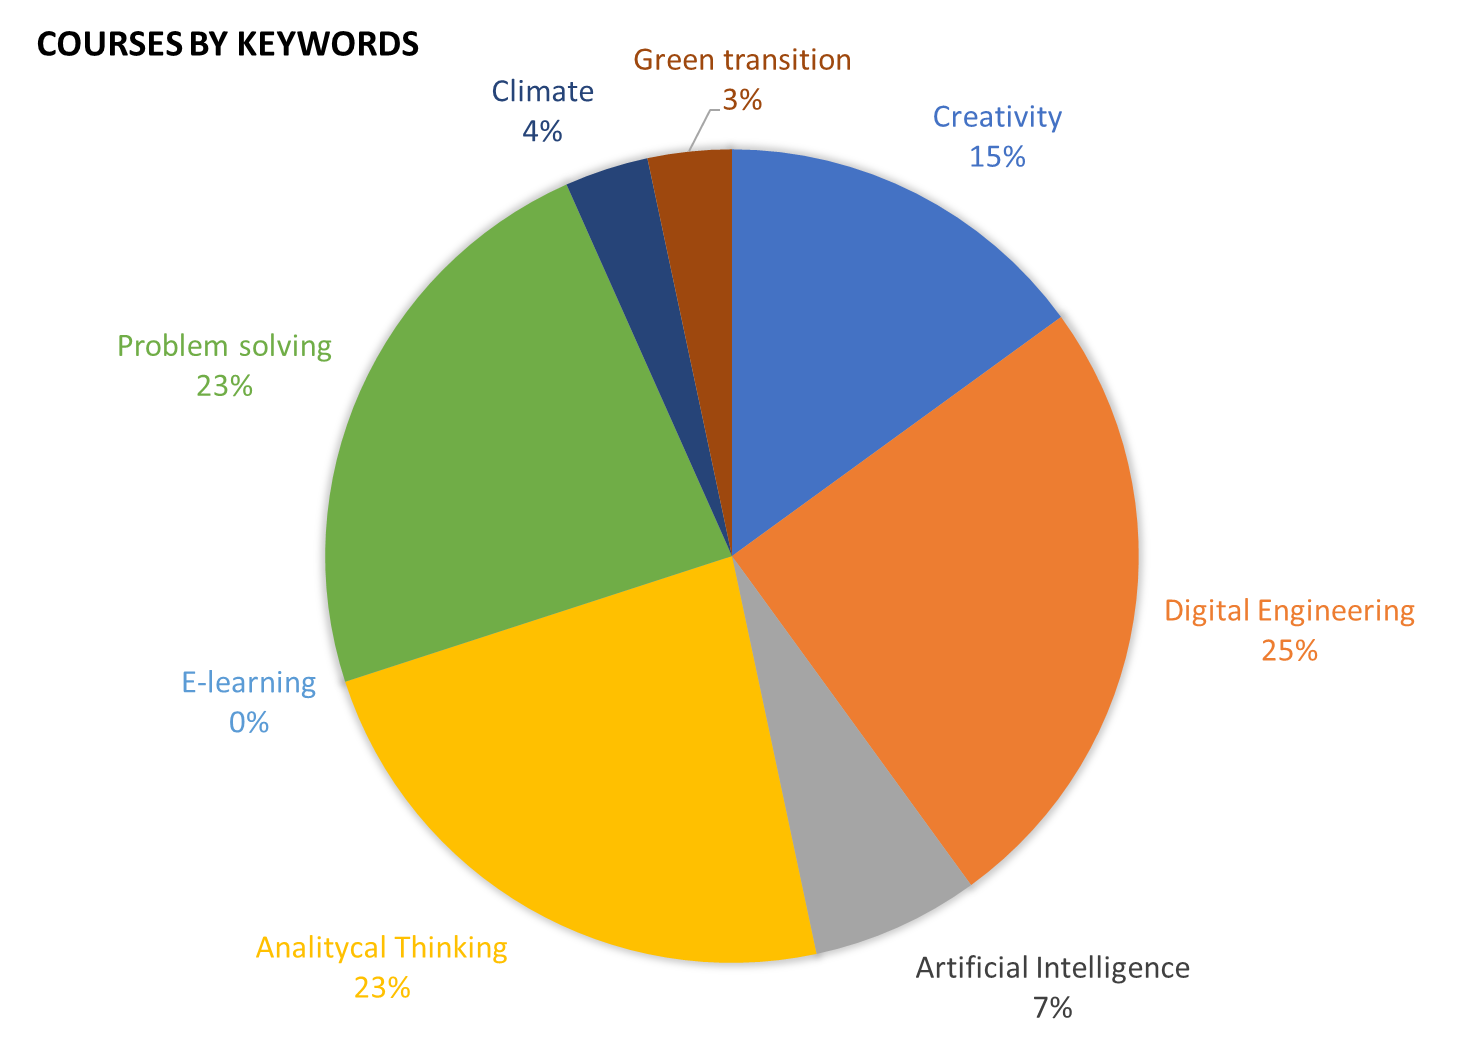 COURSES BY KEYWORDS
Green transition
3%
Climate
4%
Creativity
15%
Problem solving
23%
Digital Engineering
25%
E-learning
0%
Analitycal Thinking
23%
Artificial Intelligence
7%